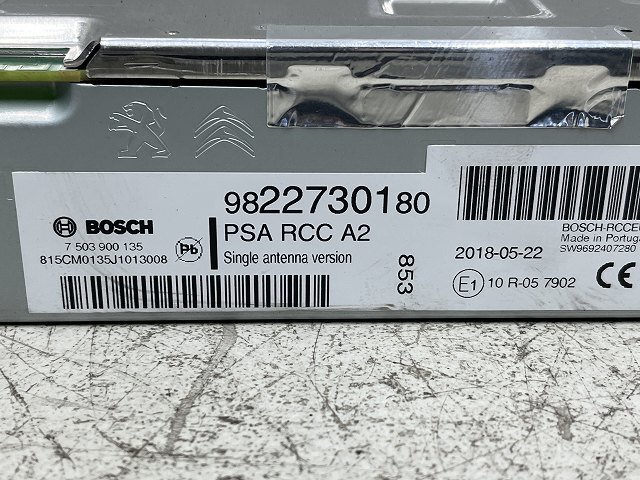 BOSCH
7 503 900 135
815CM0135J1013008
Pb
9822730180
PSA RCC A2
Single antenna version
853
2018-05-22
E1 10 R-05 7902
BOSCH-RCCEU
Made in Portugal
SW9692407280
CE